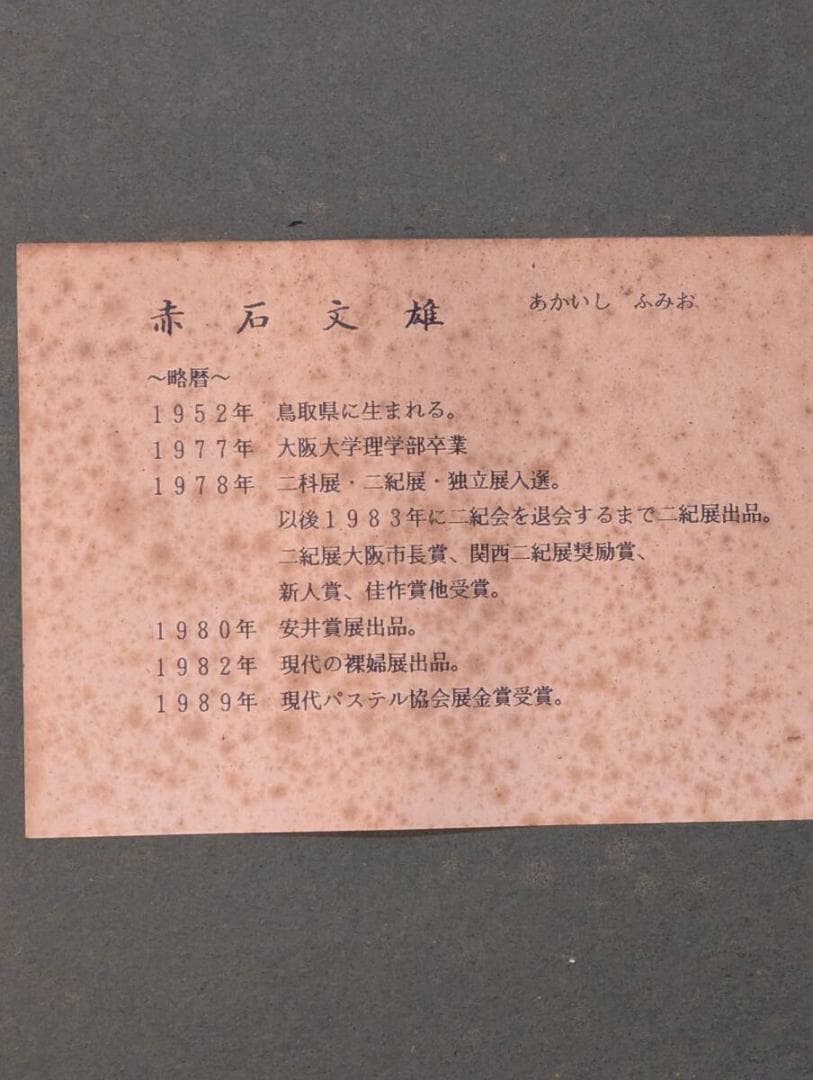 赤石文雄 あかいし ふみお
～略暦～
1952年 鳥取県に生まれる。
1977年 大阪大学理学部卒業
1978年 二科展・二紀展・独立展入選。
以後1983年に二紀会を退会するまで二紀展出品。
二紀展大阪市長賞、関西二紀展奨励賞、
新人賞、佳作賞他受賞。
1980年 安井賞展出品。
1982年 現代の裸婦展出品。
1989年 現代パステル協会展金賞受賞。